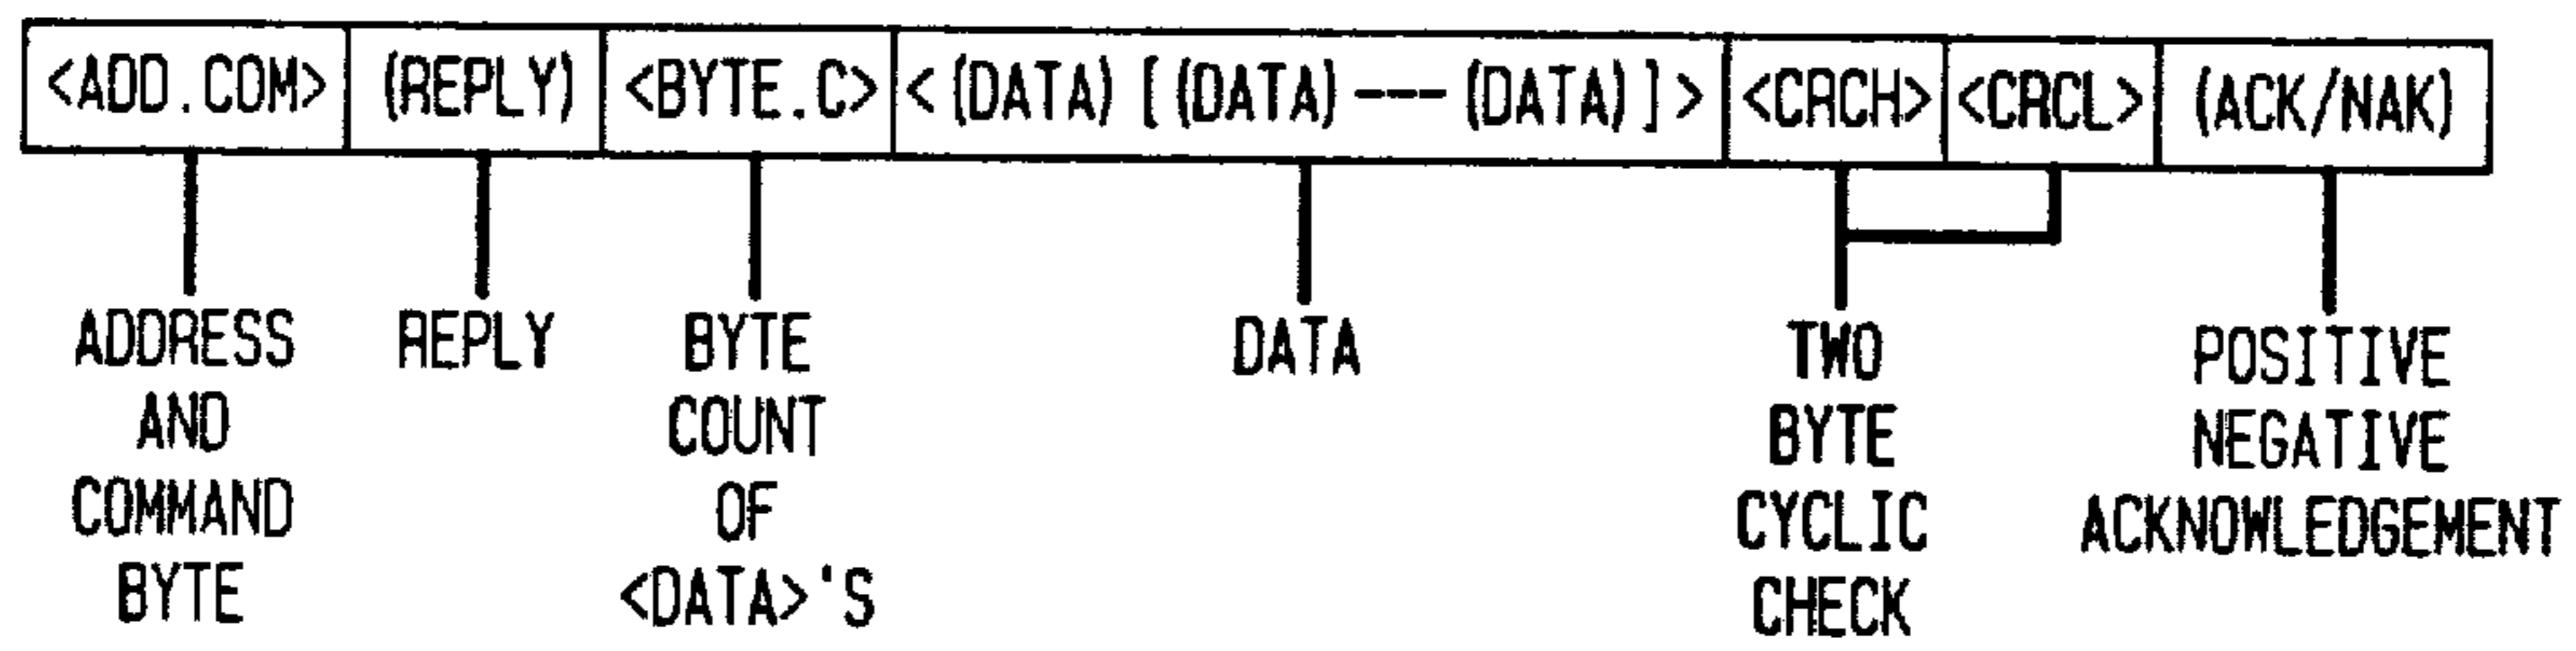 <ADD.COM> (REPLY) <BYTE.C> <(DATA) [(DATA)---(DATA)]> <CRCH> <CRCL> (ACK/NAK)
ADDRESS
AND
COMMAND
BYTE
REPLY
BYTE
COUNT
OF
<DATA>'S
DATA
TWO
BYTE
CYCLIC
CHECK
POSITIVE
NEGATIVE
ACKNOWLEDGEMENT